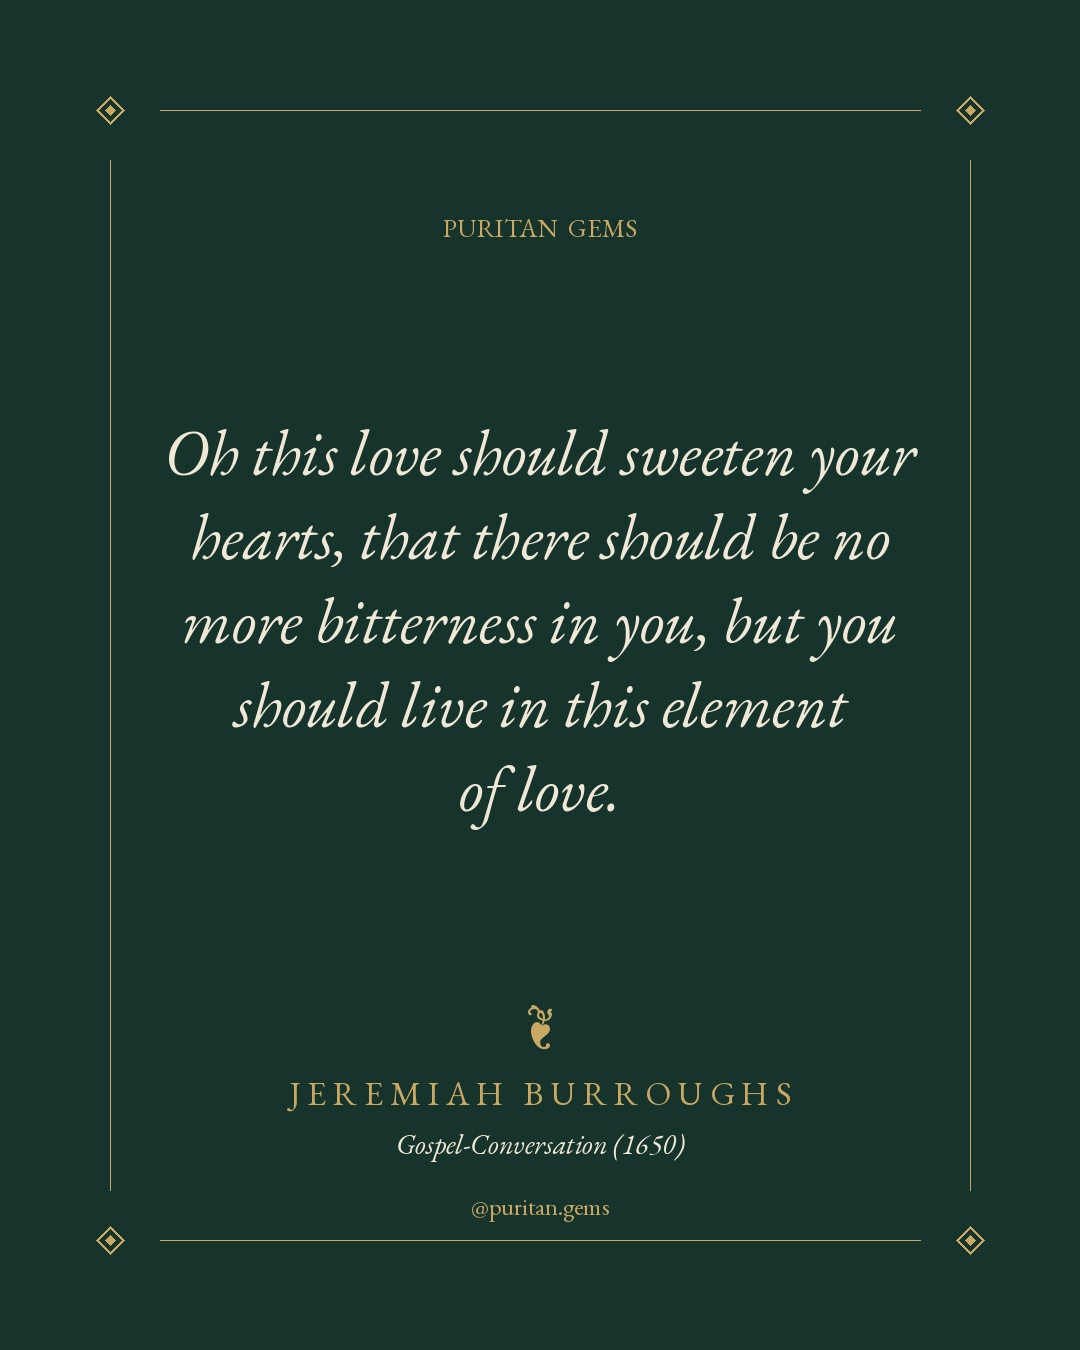 PURITAN GEMS
Oh this love should sweeten your
hearts, that there should be no
more bitterness in you, but you
should live in this element
of love.
JEREMIAH BURROUGHS
Gospel-Conversation (1650)
@puritan.gems